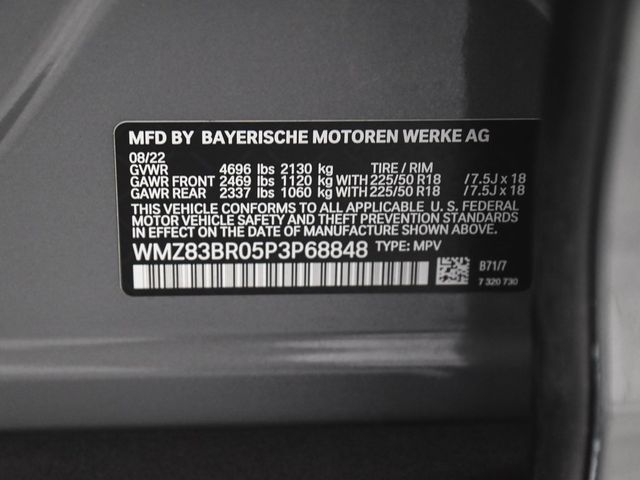 MFD BY BAYERISCHE MOTOREN WERKE AG
08/22
GVWR 4696 lbs 2130 kg TIRE / RIM
GAWR FRONT 2469 lbs 1120 kg WITH 225/50 R18 /7.5J x 18
GAWR REAR 2337 lbs 1060 kg WITH 225/50 R18 /7.5J x 18
THIS VEHICLE CONFORMS TO ALL APPLICABLE U. S. FEDERAL
MOTOR VEHICLE SAFETY AND THEFT PREVENTION STANDARDS
IN EFFECT ON THE DATE OF MANUFACTURE SHOWN ABOVE.
WMZ83BR05P3P68848 TYPE: MPV
B71/7
7 320 730